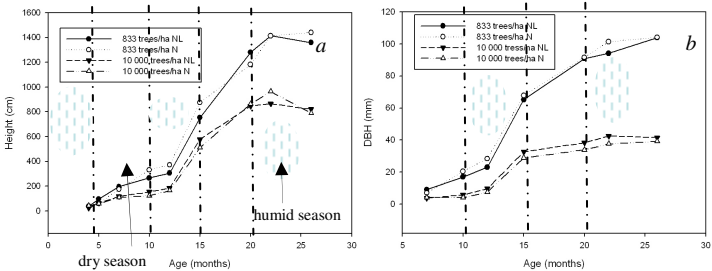 1600
1400
1200
1000
800
600
400
200
0
Height (cm)
833 trees/ha NL
833 trees/ha N
10 000 trees/ha NL
10 000 trees/ha N
a
humid season
dry season
0
5
10
15
20
25
30
Age (months)
120
100
80
60
40
20
0
DBH (mm)
833 trees/ha NL
833 trees/ha N
10 000 tress/ha NL
10 000 trees/ha N
b
5
10
15
20
25
30
Age (months)